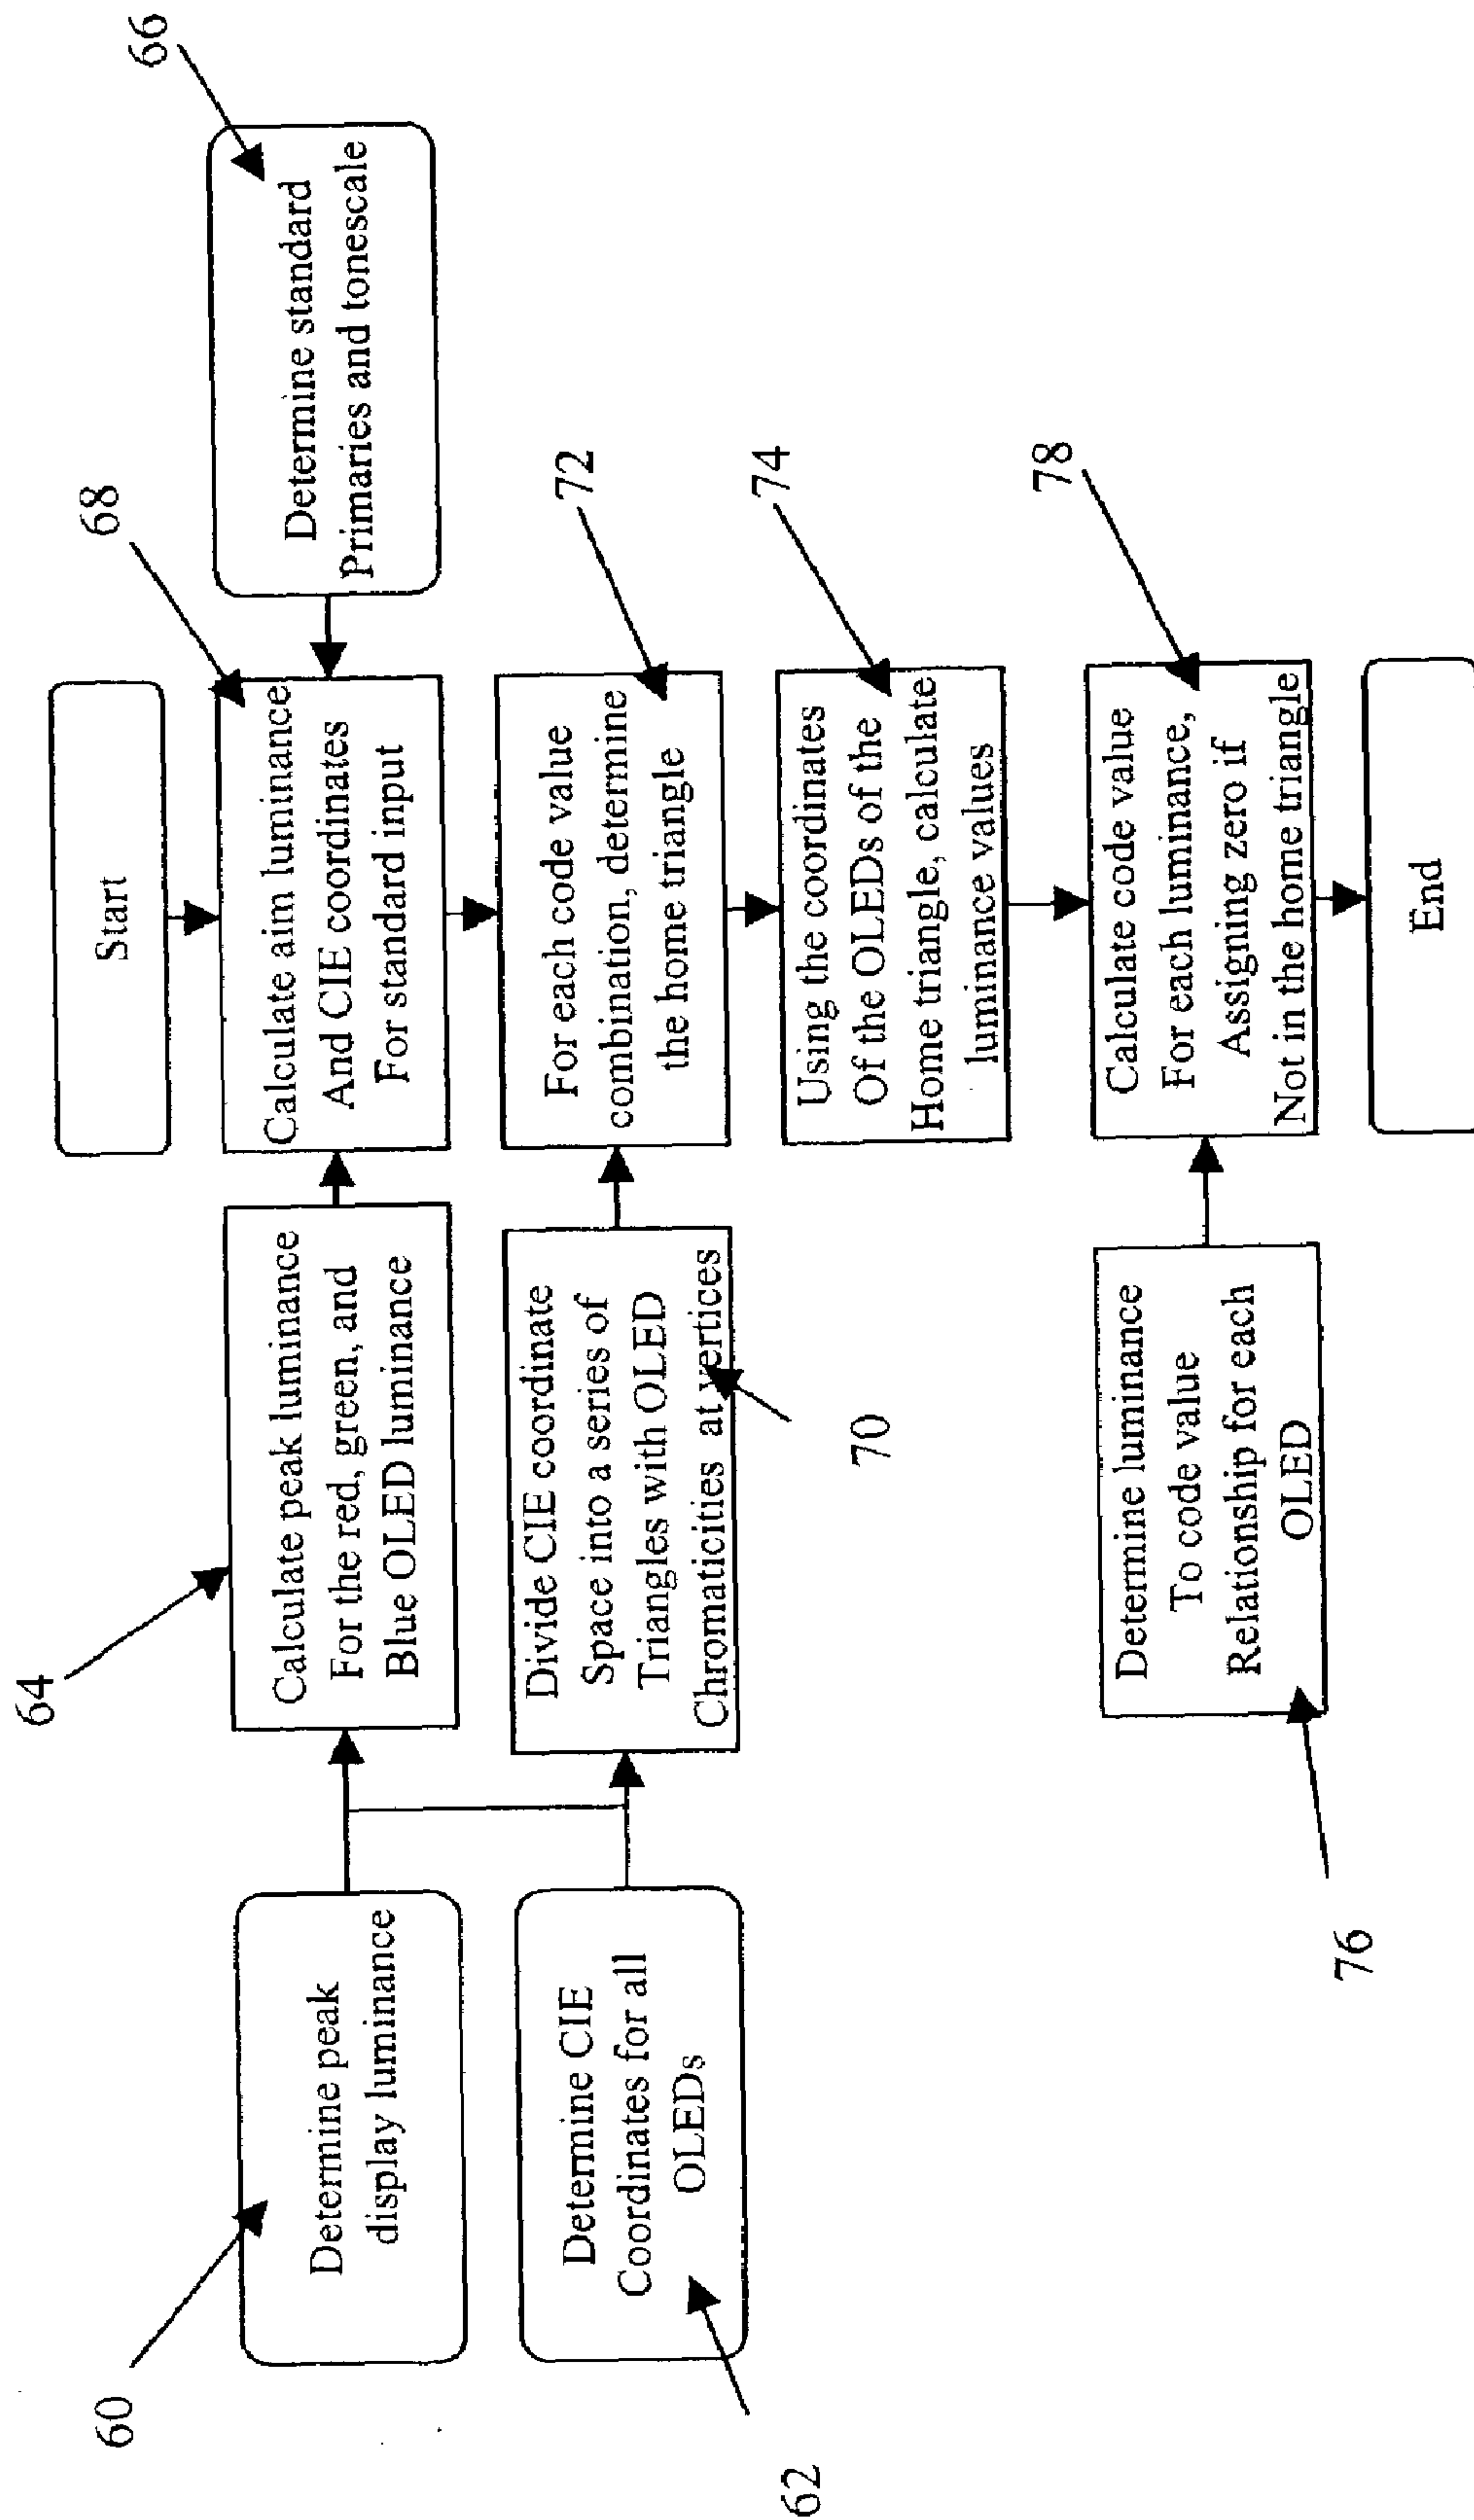 66
68
Start
64
60
Determine peak
display luminance
Calculate peak luminance
For the red, green, and
Blue OLED luminance
Calculate aim luminance
And CIE coordinates
For standard input
Determine standard
Primaries and tonescale
72
62
Determine CIE
Coordinates for all
OLEDs
Divide CIE coordinate
Space into a series of
Triangles with OLED
Chromaticities at vertices
70
For each code value
combination, determine
the home triangle
74
Using the coordinates
Of the OLEDs of the
Home triangle, calculate
luminance values
78
76
Determine luminance
To code value
Relationship for each
OLED
Calculate code value
For each luminance,
Assigning zero if
Not in the home triangle
End